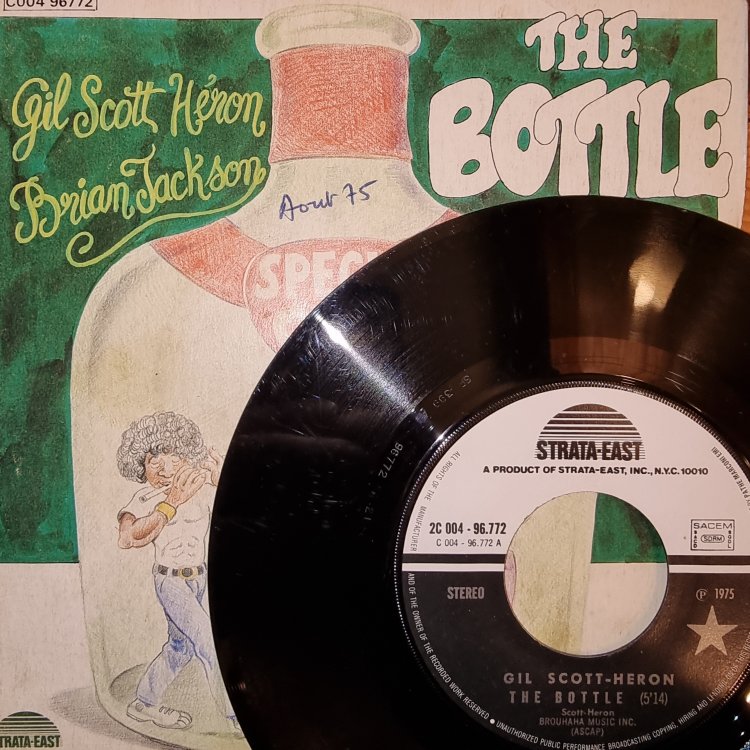 C004 96772
Gil Scott Héron
Brian Jackson
THE
BOTTLE
Aout 75
SPEC
96772
STRATA-EAST
A PRODUCT OF STRATA-EAST, INC., N.Y.C. 10010
ALL RIGHTS OF THE MANUFACTURER
AND OF THE OWNER OF THE RECORDED WORK RESERVED
UNAUTHORIZED PUBLIC PERFORMANCE BROADCASTING COPYING, HIRING
2C 004 - 96.772
C 004 - 96.772 A
SACEM
SDRM
STEREO
Ⓟ 1975
GIL SCOTT-HERON
THE BOTTLE (5'14)
Scott-Heron
BROUHAHA MUSIC INC.
(ASCAP)
STRATA-EAST